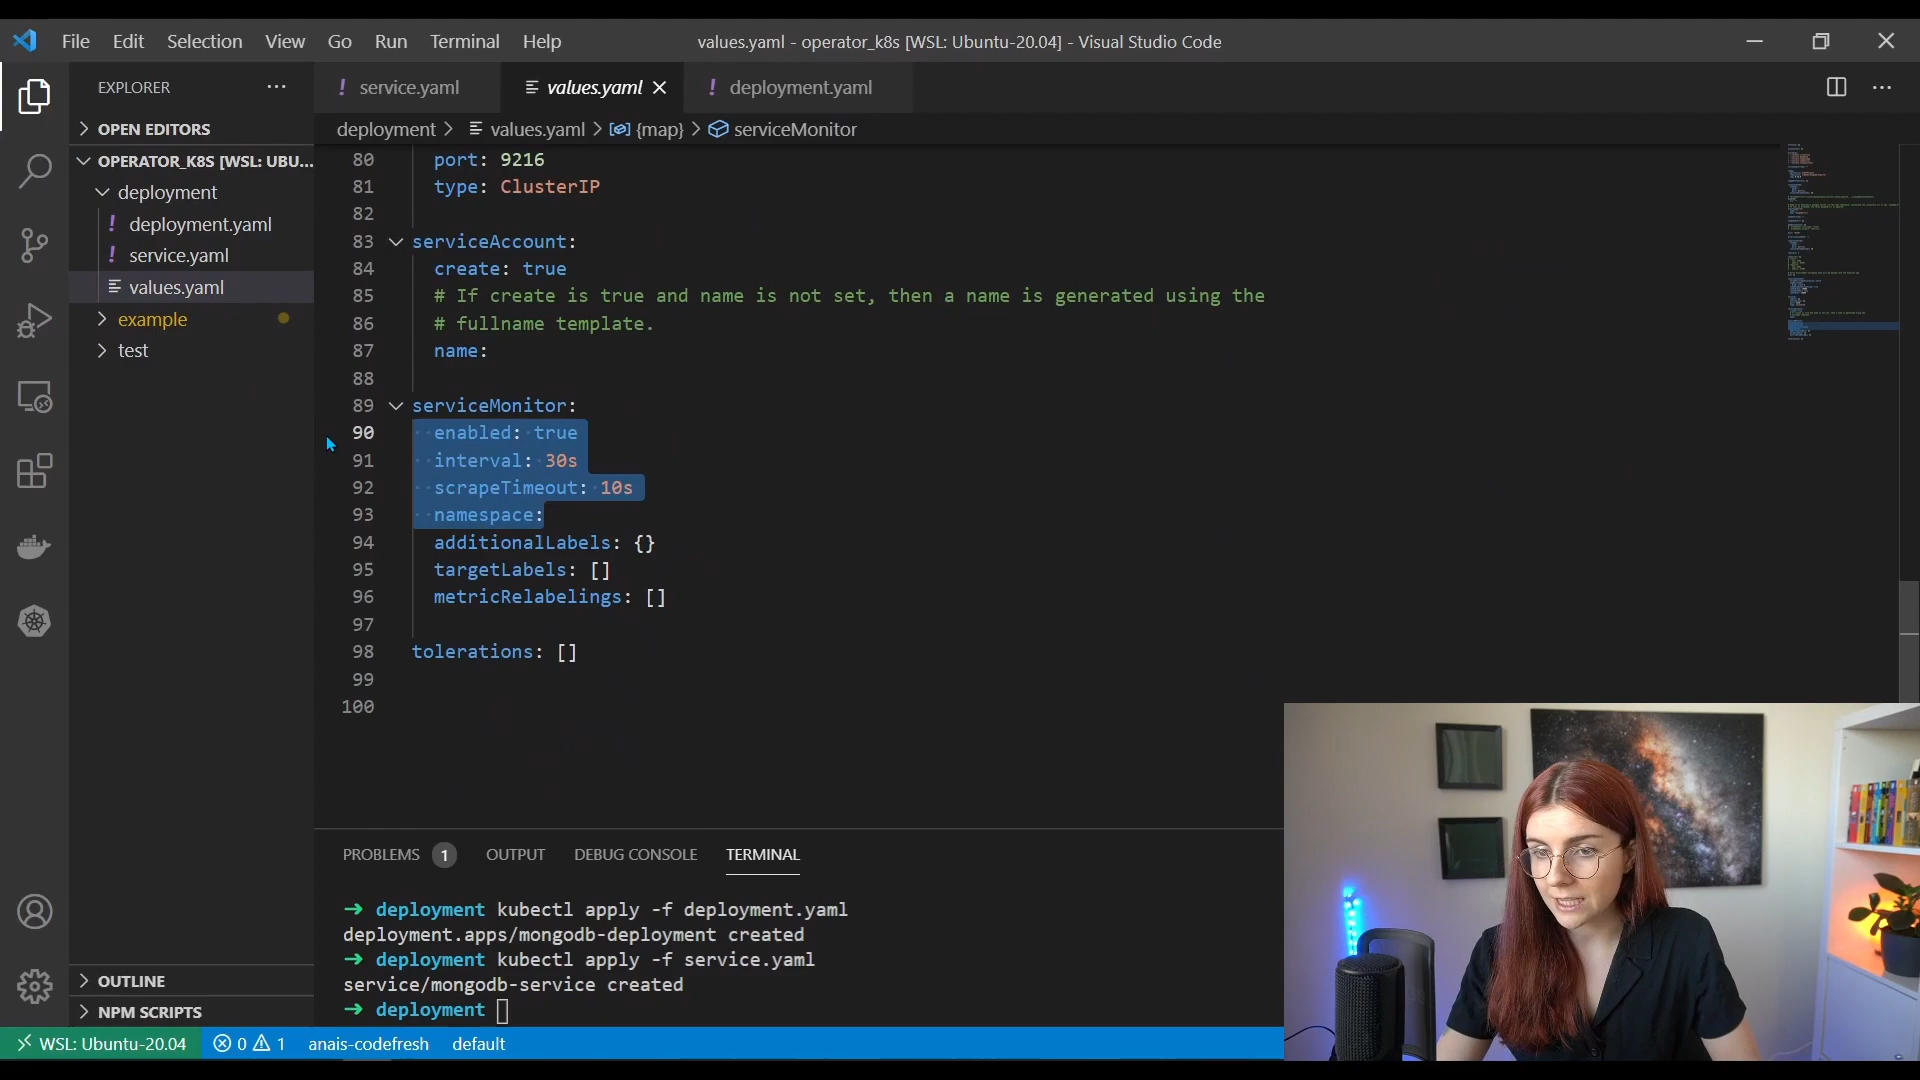 File Edit Selection View Go Run Terminal Help
values.yaml - operator_k8s [WSL: Ubuntu-20.04] - Visual Studio Code
EXPLORER
OPEN EDITORS
OPERATOR_K8S [WSL: UBU...
deployment
deployment.yaml
service.yaml
values.yaml
example
test
OUTLINE
NPM SCRIPTS
service.yaml values.yaml deployment.yaml
deployment > values.yaml > {map} > serviceMonitor
80 port: 9216
81 type: ClusterIP
82
83 serviceAccount:
84 create: true
85 # If create is true and name is not set, then a name is generated using the
86 # fullname template.
87 name:
88
89 serviceMonitor:
90 enabled: true
91 interval: 30s
92 scrapeTimeout: 10s
93 namespace:
94 additionalLabels: {}
95 targetLabels: []
96 metricRelabelings: []
97
98 tolerations: []
99
100
PROBLEMS 1 OUTPUT DEBUG CONSOLE TERMINAL
➜ deployment kubectl apply -f deployment.yaml
deployment.apps/mongodb-deployment created
➜ deployment kubectl apply -f service.yaml
service/mongodb-service created
➜ deployment
WSL: Ubuntu-20.04 0 1 anais-codefresh default